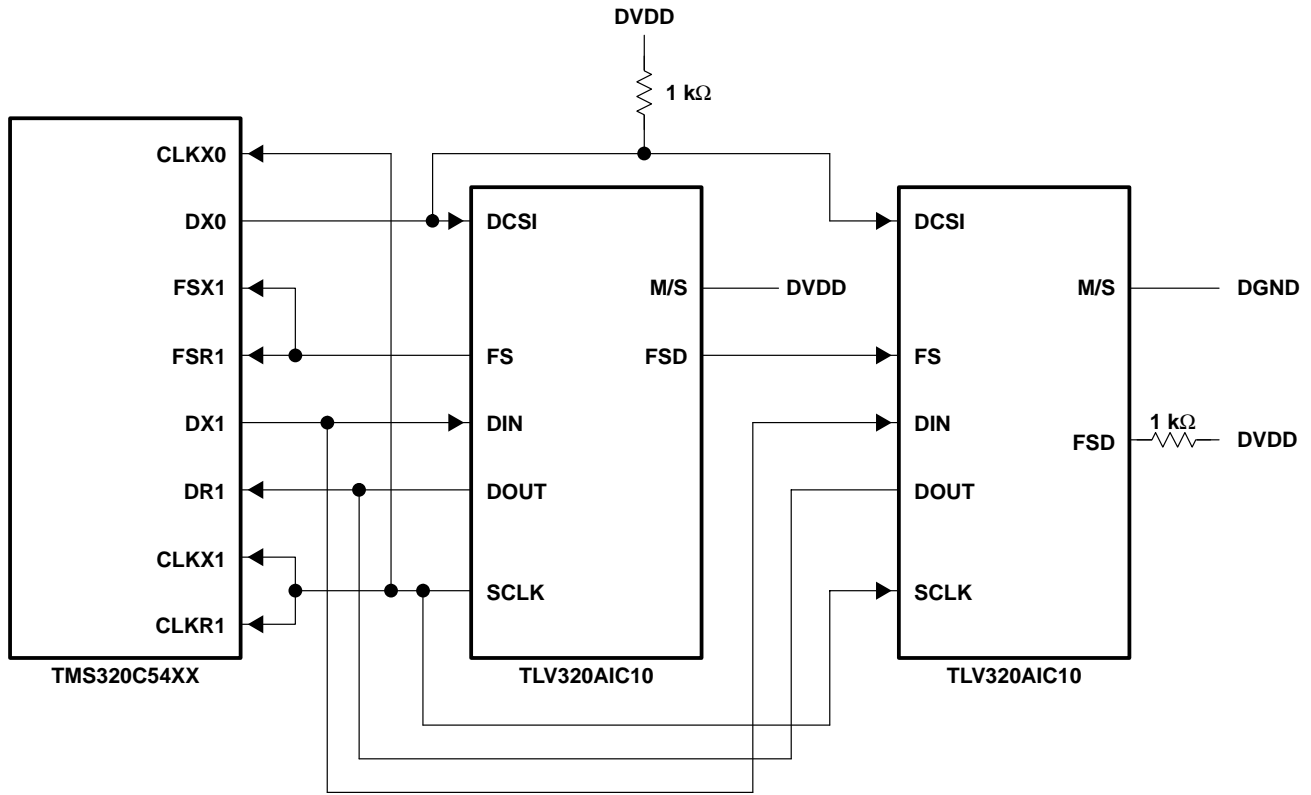 DVDD
1 kΩ
CLKX0
DX0
FSX1
FSR1
DX1
DR1
CLKX1
CLKR1
TMS320C54XX
DCSI
M/S
DVDD
FS
FSD
DIN
DOUT
SCLK
TLV320AIC10
DCSI
M/S
DGND
FS
DIN
1 kΩ
FSD
DVDD
DOUT
SCLK
TLV320AIC10